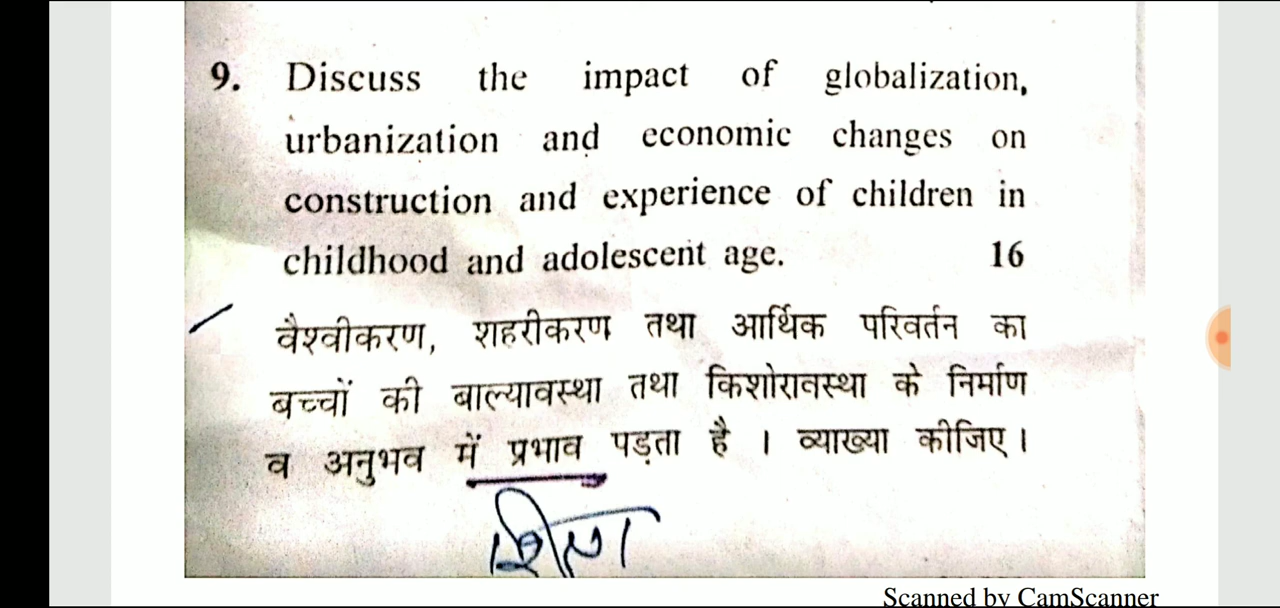 9. Discuss the impact of globalization,
urbanization and economic changes on
construction and experience of children in
childhood and adolescent age. 16
वैश्वीकरण, शहरीकरण तथा आर्थिक परिवर्तन का
बच्चों की बाल्यावस्था तथा किशोरावस्था के निर्माण
व अनुभव में प्रभाव पड़ता है । व्याख्या कीजिए।
Scanned by CamScanner